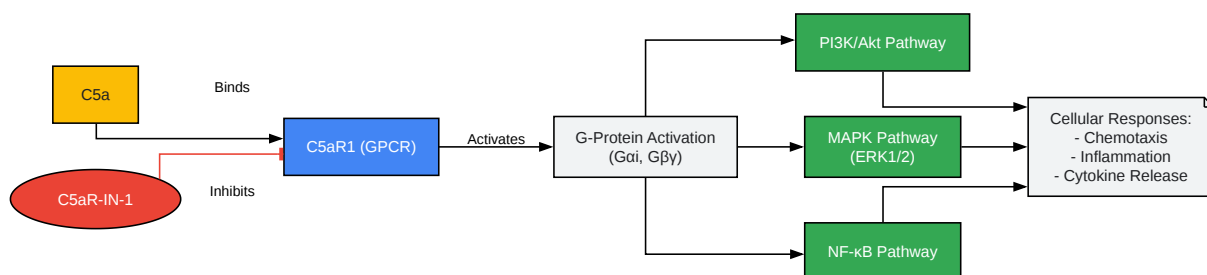 C5a
Binds
C5aR-IN-1
Inhibits
C5aR1 (GPCR)
Activates
G-Protein Activation
(Gαi, Gβγ)
PI3K/Akt Pathway
MAPK Pathway
(ERK1/2)
NF-κB Pathway
Cellular Responses:
- Chemotaxis
- Inflammation
- Cytokine Release